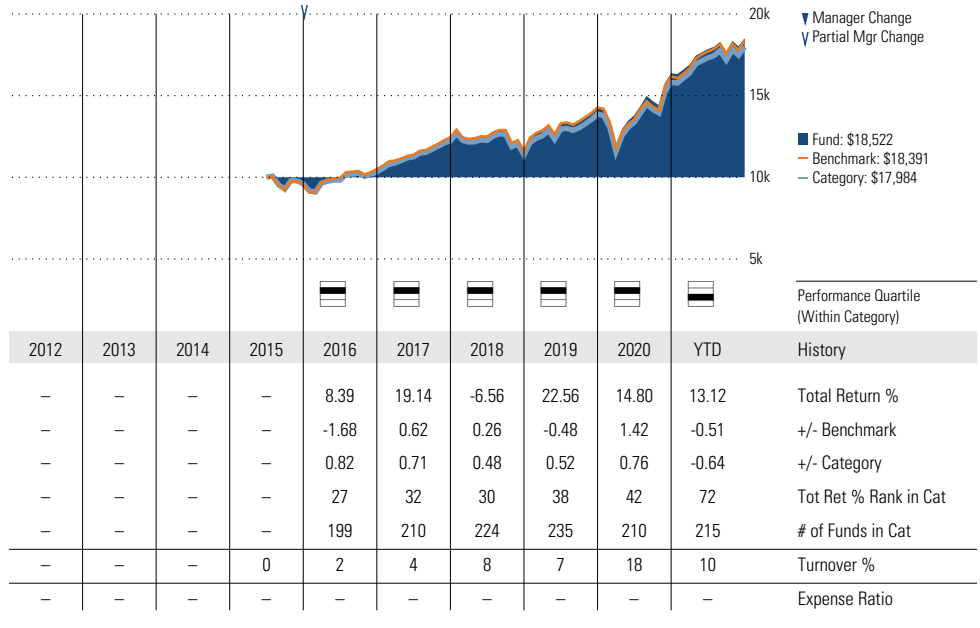 20k
▼ Manager Change
V Partial Mgr Change
15k
Fund: $18,522
Benchmark: $18,391
Category: $17,984
10k
5k
Performance Quartile
(Within Category)
2012 2013 2014 2015 2016 2017 2018 2019 2020 YTD History
– – – – 8.39 19.14 -6.56 22.56 14.80 13.12 Total Return %
– – – – -1.68 0.62 0.26 -0.48 1.42 -0.51 +/- Benchmark
– – – – 0.82 0.71 0.48 0.52 0.76 -0.64 +/- Category
– – – – 27 32 30 38 42 72 Tot Ret % Rank in Cat
– – – – 199 210 224 235 210 215 # of Funds in Cat
– – – 0 2 4 8 7 18 10 Turnover %
– – – – – – – – – – Expense Ratio